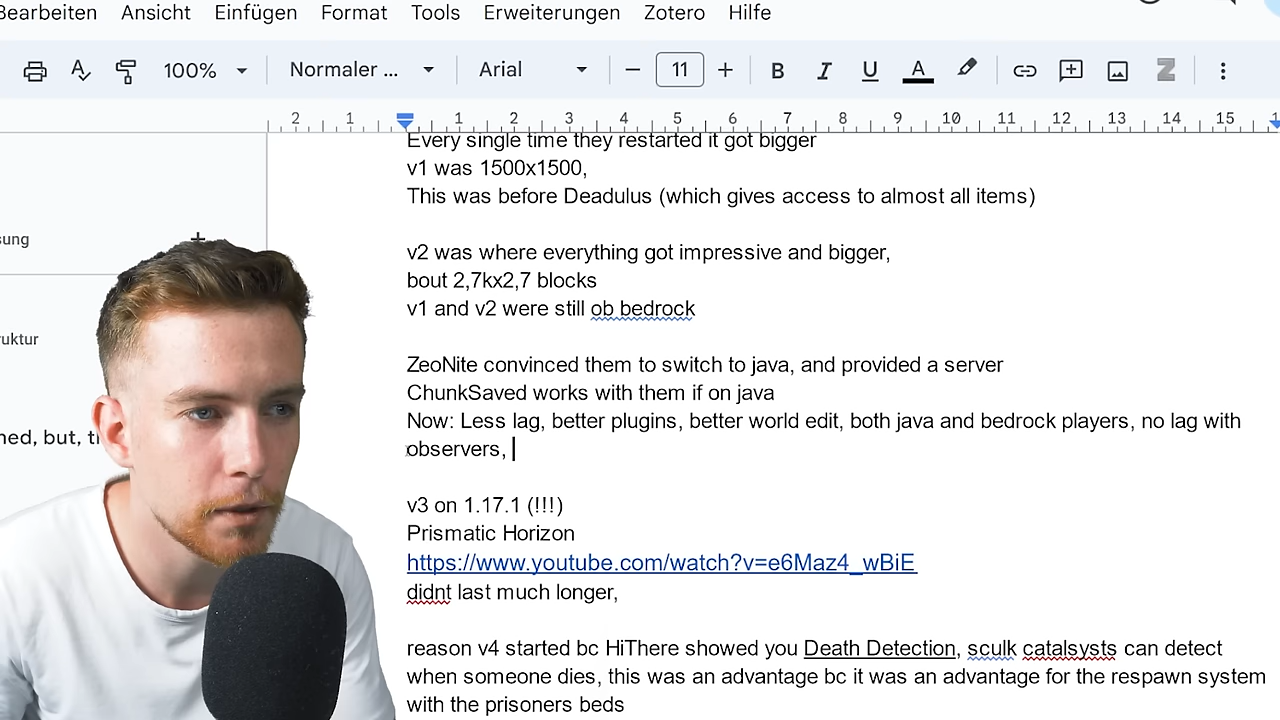 Bearbeiten Ansicht Einfügen Format Tools Erweiterungen Zotero Hilfe
100% Normaler ... Arial 11 B I U A Z
2 1 1 2 3 4 5 6 7 8 9 10 11 12 13 14 15
Every single time they restarted it got bigger
v1 was 1500x1500,
This was before Deadulus (which gives access to almost all items)
sung
v2 was where everything got impressive and bigger,
bout 2,7kx2,7 blocks
v1 and v2 were still ob bedrock
ruktur
ZeoNite convinced them to switch to java, and provided a server
ChunkSaved works with them if on java
Now: Less lag, better plugins, better world edit, both java and bedrock players, no lag with
ned, but, th
observers,
v3 on 1.17.1 (!!!)
Prismatic Horizon
https://www.youtube.com/watch?v=e6Maz4_wBiE
didnt last much longer,
reason v4 started bc HiThere showed you Death Detection, sculk catalsysts can detect
when someone dies, this was an advantage bc it was an advantage for the respawn system
with the prisoners beds